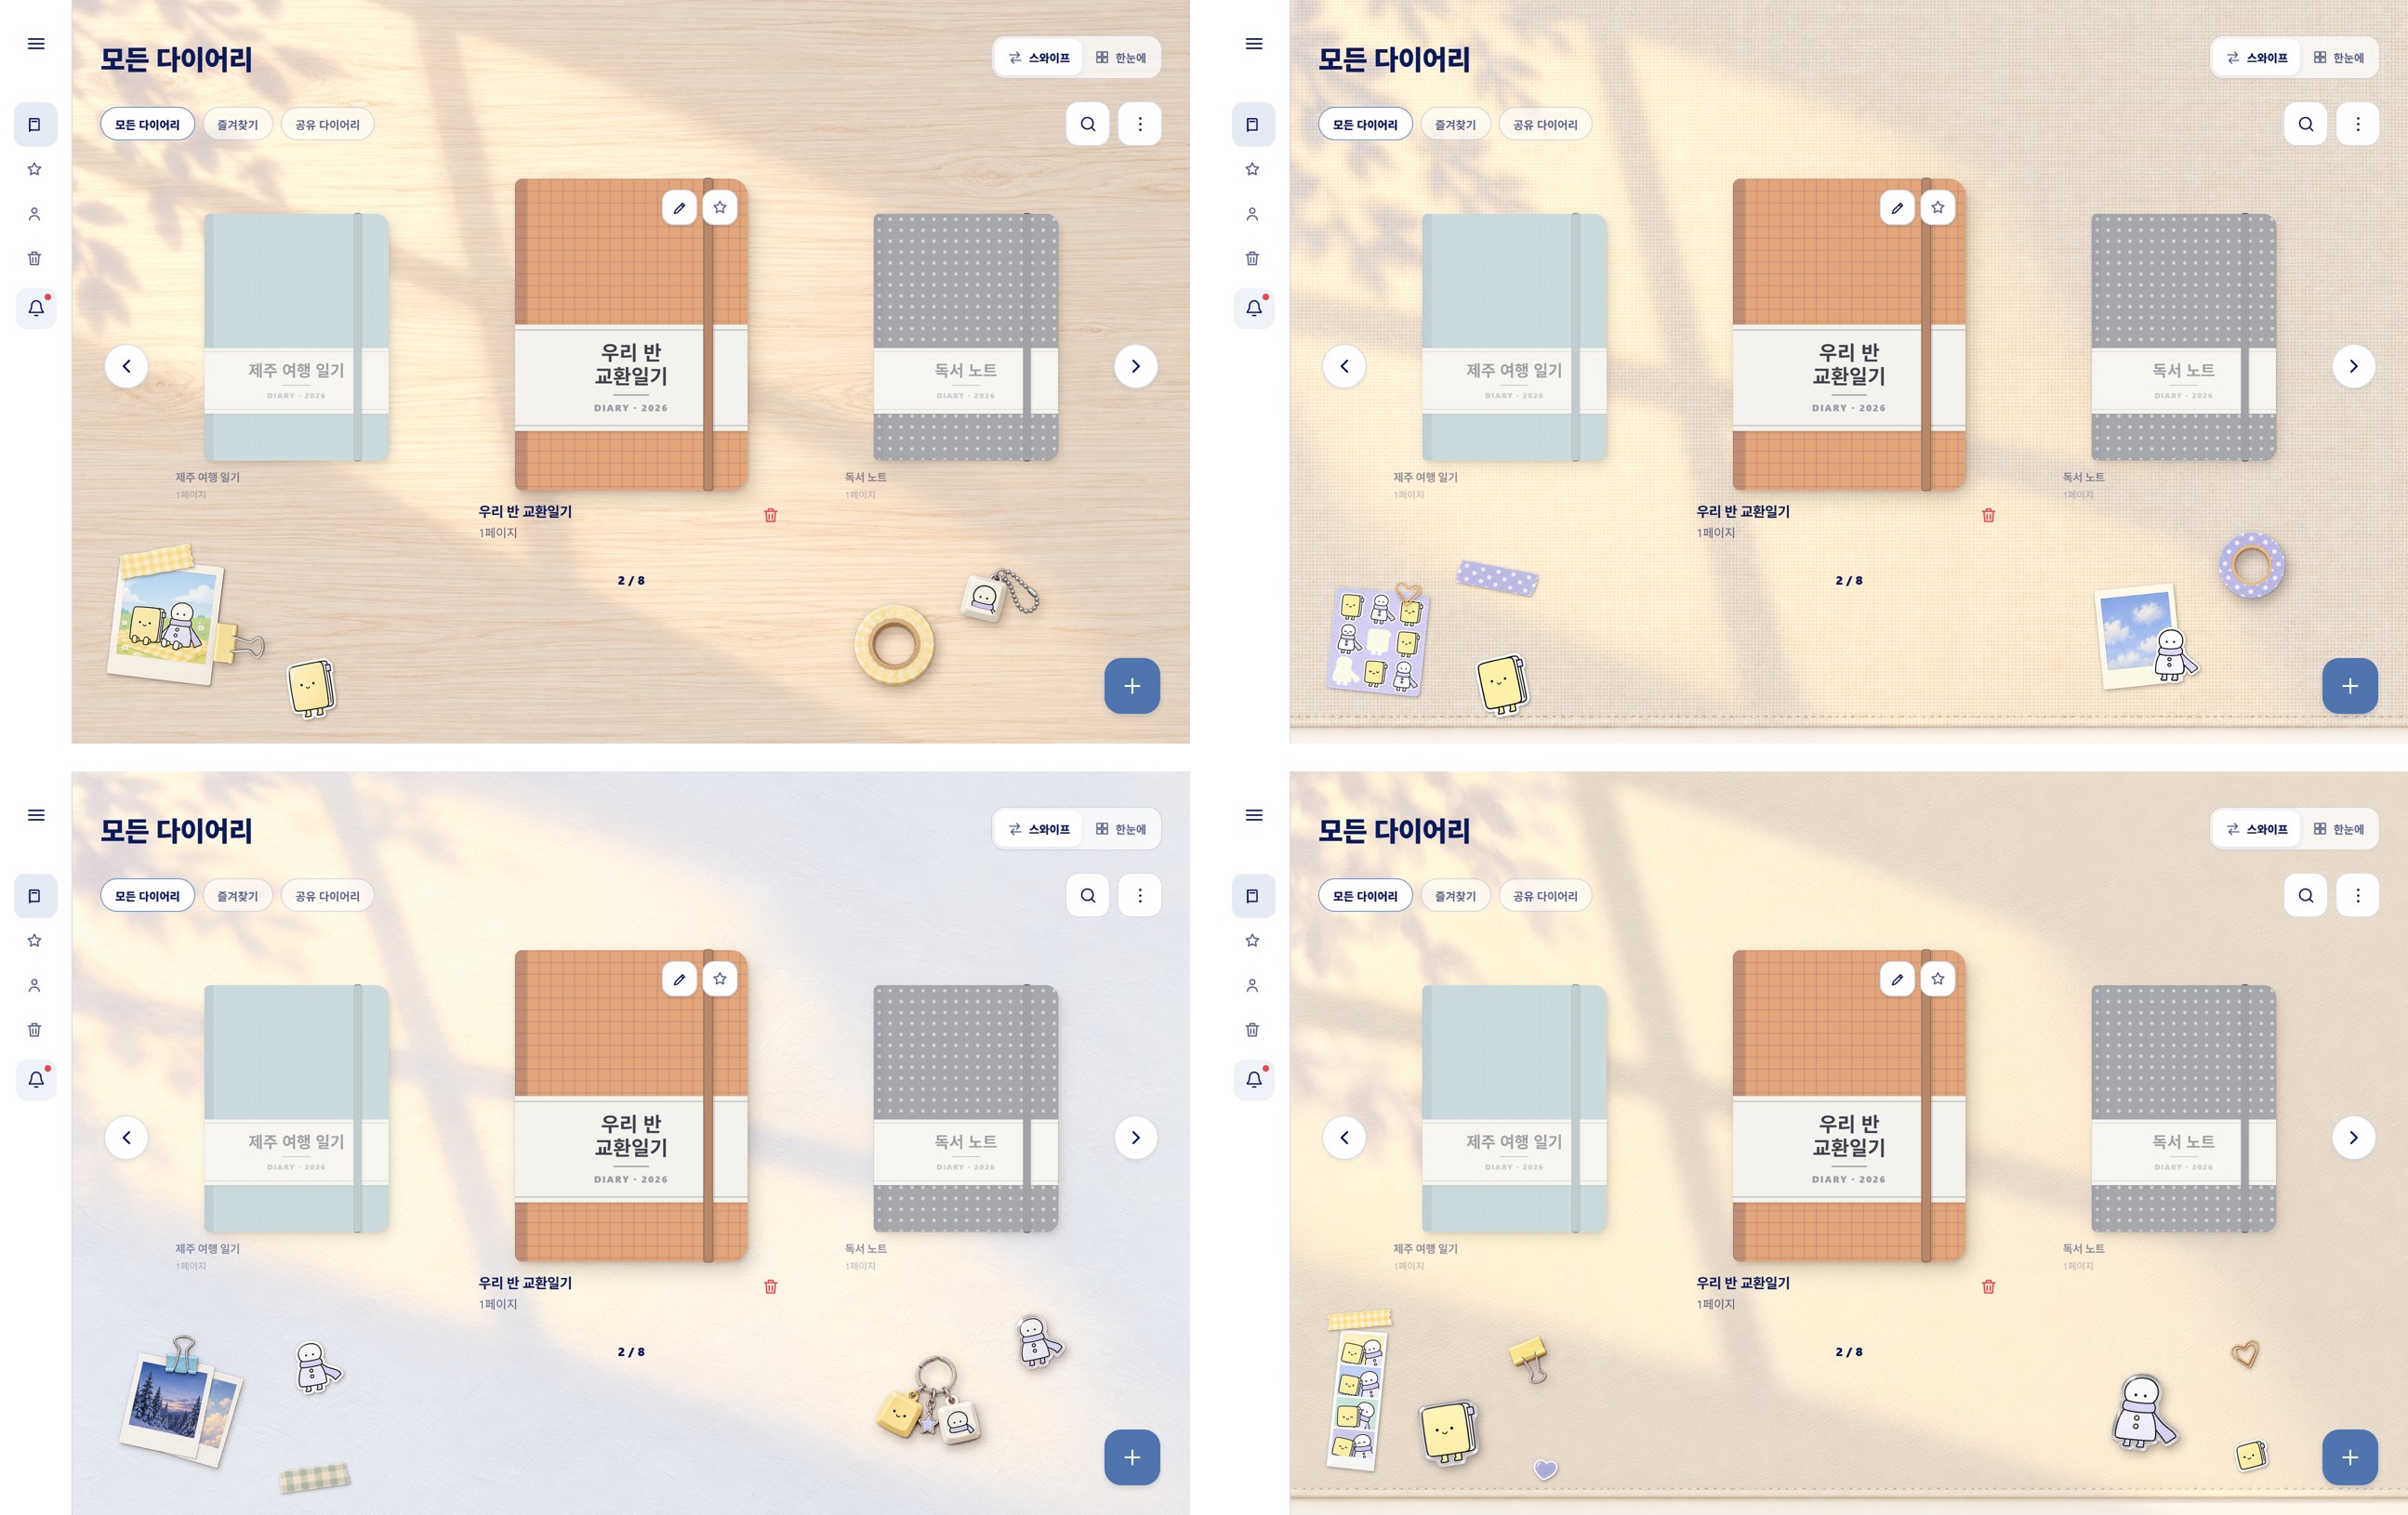 모든 다이어리
스와이프
한눈에
모든 다이어리
즐겨찾기
공유 다이어리
제주 여행 일기
DIARY · 2026
우리 반
교환일기
DIARY · 2026
독서 노트
DIARY · 2026
제주 여행 일기
1페이지
독서 노트
1페이지
우리 반 교환일기
1페이지
2 / 8
모든 다이어리
스와이프
한눈에
모든 다이어리
즐겨찾기
공유 다이어리
제주 여행 일기
DIARY · 2026
우리 반
교환일기
DIARY · 2026
독서 노트
DIARY · 2026
제주 여행 일기
1페이지
독서 노트
1페이지
우리 반 교환일기
1페이지
2 / 8
모든 다이어리
스와이프
한눈에
모든 다이어리
즐겨찾기
공유 다이어리
제주 여행 일기
DIARY · 2026
우리 반
교환일기
DIARY · 2026
독서 노트
DIARY · 2026
제주 여행 일기
1페이지
독서 노트
1페이지
우리 반 교환일기
1페이지
2 / 8
모든 다이어리
스와이프
한눈에
모든 다이어리
즐겨찾기
공유 다이어리
제주 여행 일기
DIARY · 2026
우리 반
교환일기
DIARY · 2026
독서 노트
DIARY · 2026
제주 여행 일기
1페이지
독서 노트
1페이지
우리 반 교환일기
1페이지
2 / 8